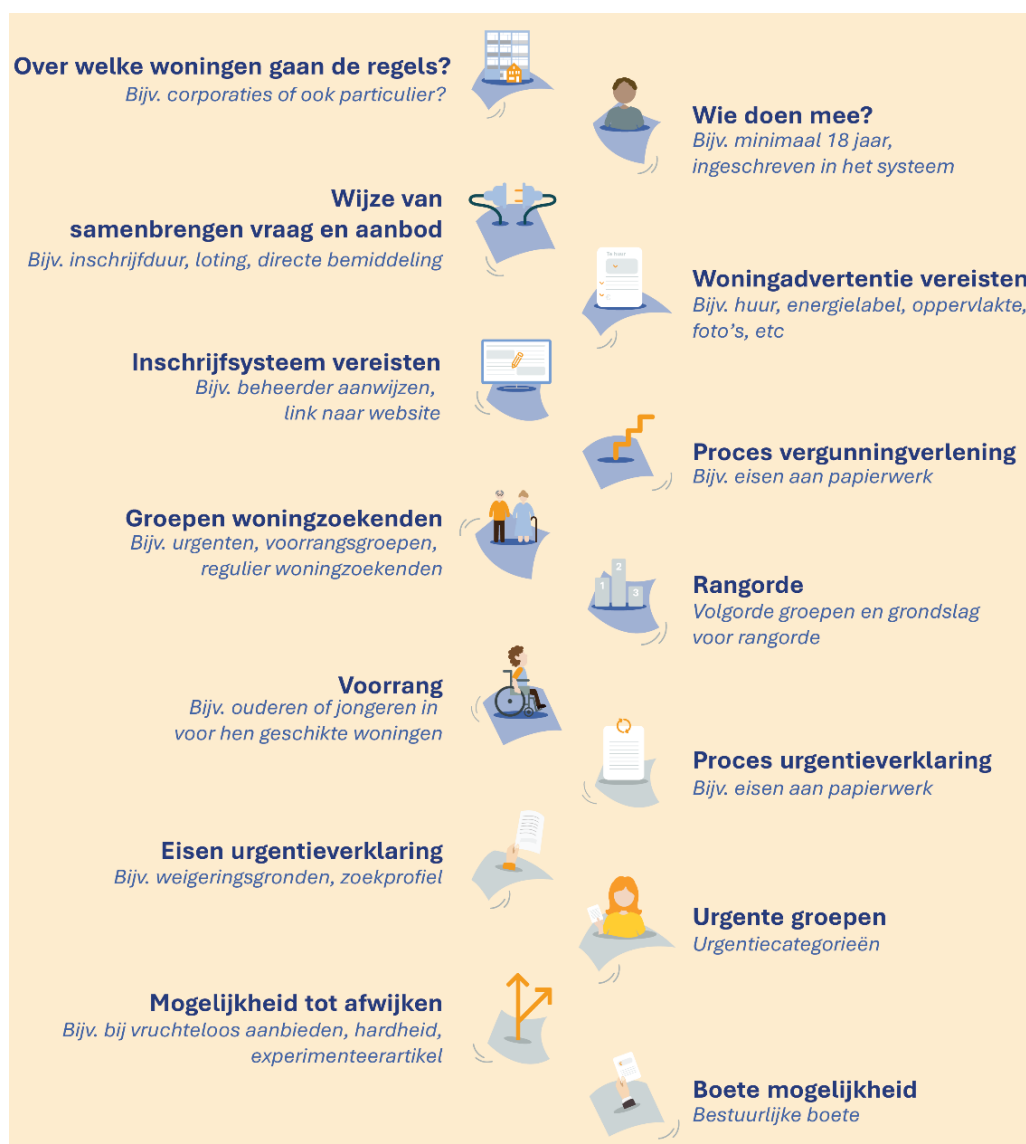 Over welke woningen gaan de regels?
Bijv. corporaties of ook particulier?
Wie doen mee?
Bijv. minimaal 18 jaar,
ingeschreven in het systeem
Wijze van
samenbrengen vraag en aanbod
Bijv. inschrijfduur, loting, directe bemiddeling
Te huur
Woningadvertentie vereisten
Bijv. huur, energielabel, oppervlakte,
foto's, etc
Inschrijfsysteem vereisten
Bijv. beheerder aanwijzen,
link naar website
Proces vergunningverlening
Bijv. eisen aan papierwerk
Groepen woningzoekenden
Bijv. urgenten, voorrangsgroepen,
regulier woningzoekenden
1 2 3
Rangorde
Volgorde groepen en grondslag
voor rangorde
Voorrang
Bijv. ouderen of jongeren in
voor hen geschikte woningen
Proces urgentieverklaring
Bijv. eisen aan papierwerk
Eisen urgentieverklaring
Bijv. weigeringsgronden, zoekprofiel
Urgente groepen
Urgentiecategorieën
Mogelijkheid tot afwijken
Bijv. bij vruchteloos aanbieden, hardheid,
experimenteerartikel
Boete mogelijkheid
Bestuurlijke boete